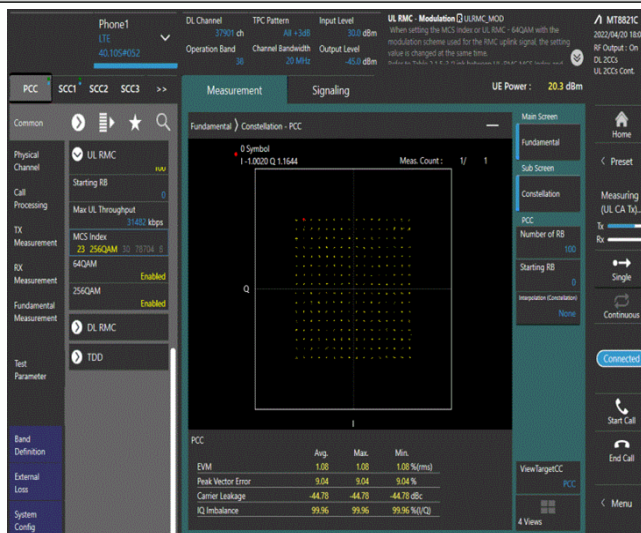 Phone1
LTE
40.105#052
DL Channel
37901 ch
TPC Pattern
All +3dB
Input Level
30.0 dBm
Operation Band
36
Channel Bandwidth
20 MHz
Output Level
-45.0 dBm
UL RMC - Modulation ULRMC_MOD
When setting the MCS index or UL RMC - 64QAM with the
modulation scheme used for the RMC uplink signal, the setting
value is changed at the same time.
MT8821C
2022/04/20 18:0
RF Output : On
DL 2CCs
UL 2CCs Cont.
PCC
SCC1
SCC2
SCC3
>>
Measurement
Signaling
UE Power : 20.3 dBm
Common
Physical
Channel
Call
Processing
TX
Measurement
RX
Measurement
Fundamental
Measurement
Test
Parameter
Band
Definition
External
Loss
System
Config
UL RMC
100
Starting RB
0
Max UL Throughput
31482 kbps
MCS Index
23 256QAM 30 78704 6
64QAM
Enabled
256QAM
Enabled
DL RMC
TDD
Fundamental Constellation - PCC
0 Symbol
I -1.0020 Q 1.1644
Meas. Count : 1/ 1
Q
I
PCC
Avg. Max. Min.
EVM 1.08 1.08 1.08 %(rms)
Peak Vector Error 9.04 9.04 9.04 %
Carrier Leakage -44.78 -44.78 -44.78 dBc
IQ Imbalance 99.96 99.96 99.96 %(I/Q)
Main Screen
Fundamental
Sub Screen
Constellation
PCC
Number of RB
100
Starting RB
0
Interpolation (Constellation)
None
ViewTargetCC
PCC
4 Views
Home
Preset
Measuring
(UL CA Tx)...
Tx
Rx
Single
Continuous
Connected
Start Call
End Call
Menu